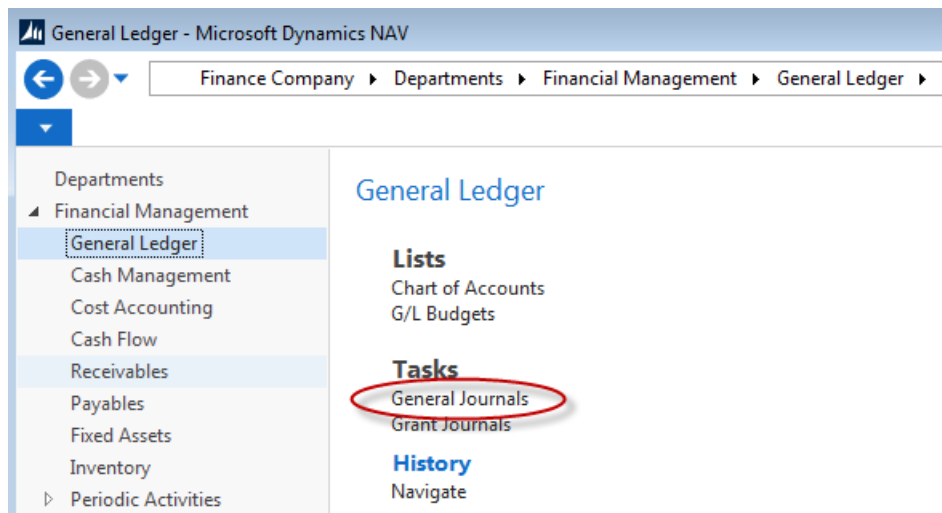 General Ledger - Microsoft Dynamics NAV
Finance Company ▸ Departments ▸ Financial Management ▸ General Ledger ▸
Departments
Financial Management
General Ledger
Cash Management
Cost Accounting
Cash Flow
Receivables
Payables
Fixed Assets
Inventory
Periodic Activities
General Ledger
Lists
Chart of Accounts
G/L Budgets
Tasks
General Journals
Grant Journals
History
Navigate